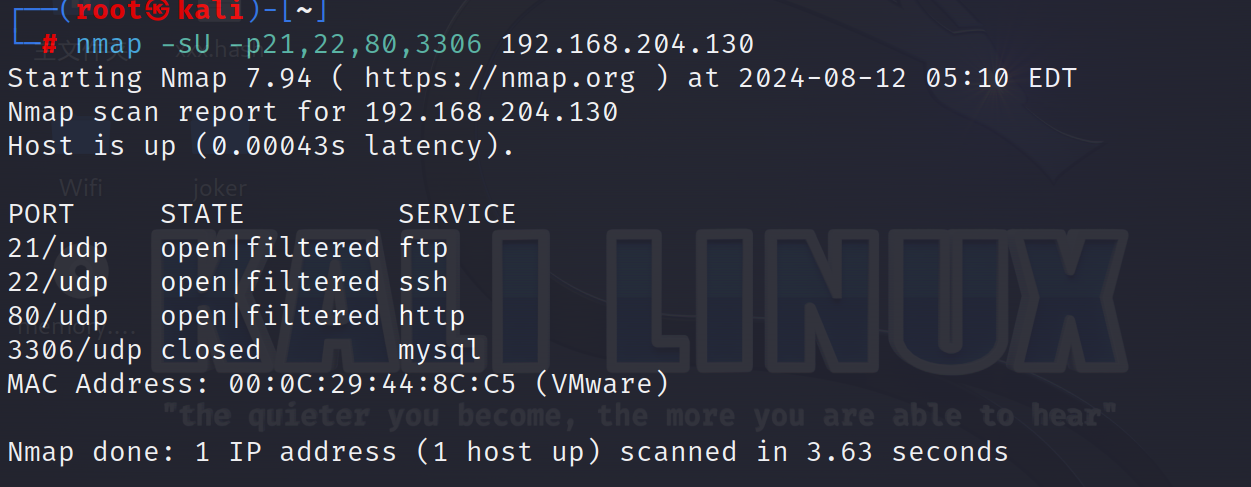 ┌──(root㉿kali)-[~]
└─# nmap -sU -p21,22,80,3306 192.168.204.130
Starting Nmap 7.94 ( https://nmap.org ) at 2024-08-12 05:10 EDT
Nmap scan report for 192.168.204.130
Host is up (0.00043s latency).
Wifi joker
PORT     STATE         SERVICE
21/udp   open|filtered ftp
22/udp   open|filtered ssh
80/udp   open|filtered http
3306/udp closed        mysql
MAC Address: 00:0C:29:44:8C:C5 (VMware)
KALI LINUX
"the quieter you become, the more you are able to hear"
Nmap done: 1 IP address (1 host up) scanned in 3.63 seconds